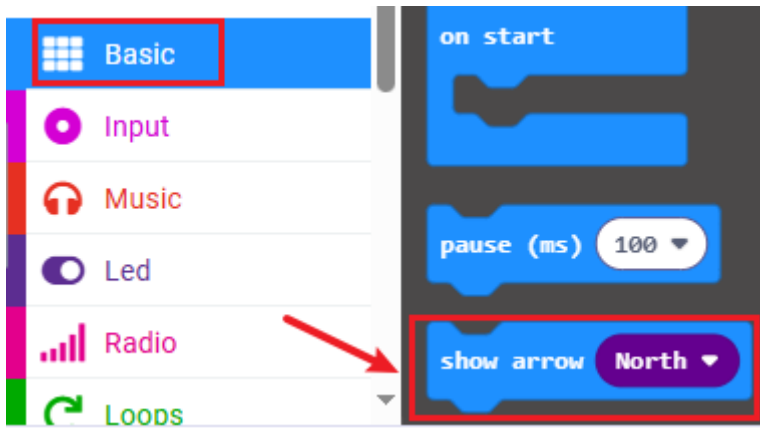 Basic
Input
Music
Led
Radio
Loops
on start
pause (ms) 100
show arrow North